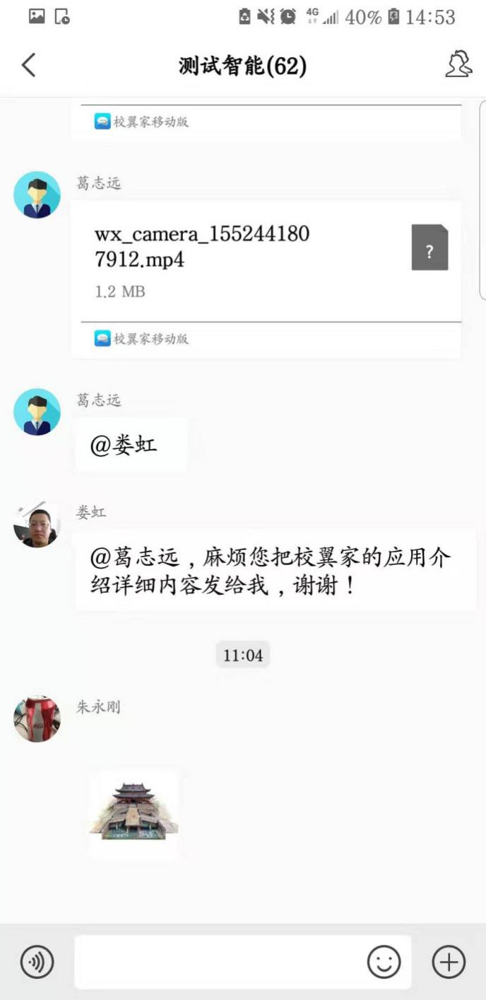 4G 40% 14:53
测试智能(62)
校翼家移动版
葛志远
wx_camera_155244180
7912.mp4
?
1.2 MB
校翼家移动版
葛志远
@娄虹
娄虹
@葛志远，麻烦您把校翼家的应用介
绍详细内容发给我，谢谢！
11:04
朱永刚